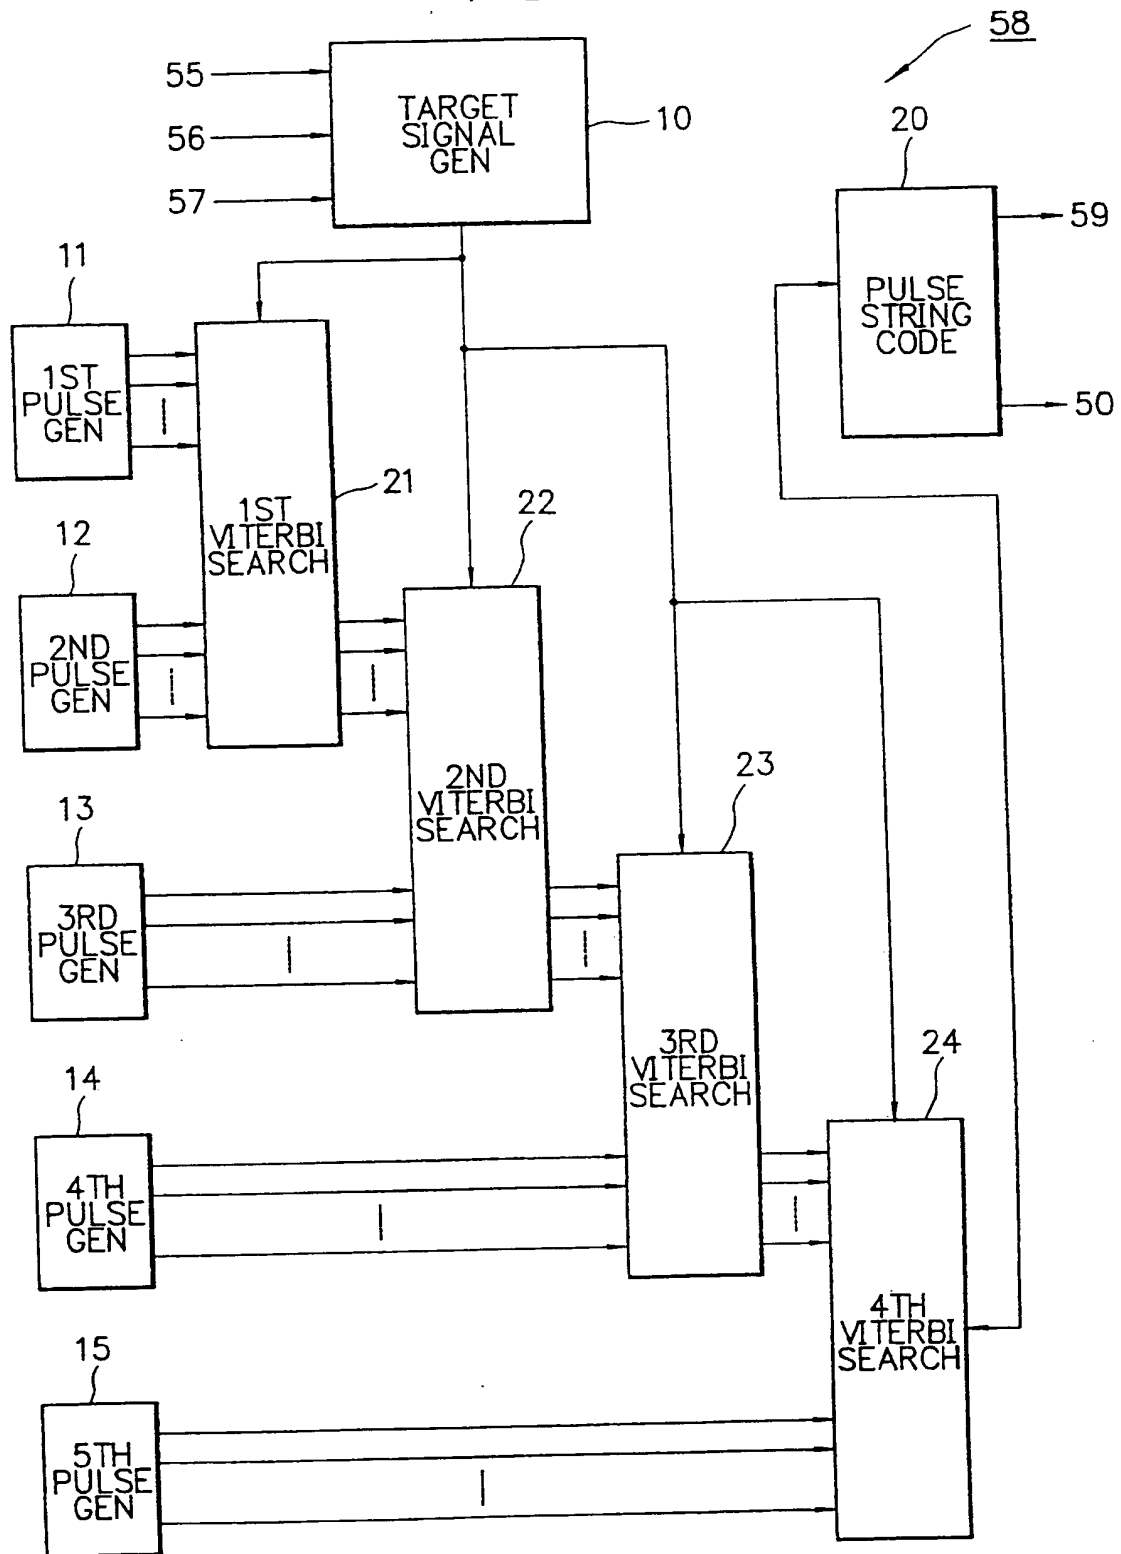 58
55
56
57
TARGET
SIGNAL
GEN
10
20
59
PULSE
STRING
CODE
50
11
1ST
PULSE
GEN
21
1ST
VITERBI
SEARCH
22
12
2ND
PULSE
GEN
2ND
VITERBI
SEARCH
23
13
3RD
PULSE
GEN
3RD
VITERBI
SEARCH
24
14
4TH
PULSE
GEN
4TH
VITERBI
SEARCH
15
5TH
PULSE
GEN